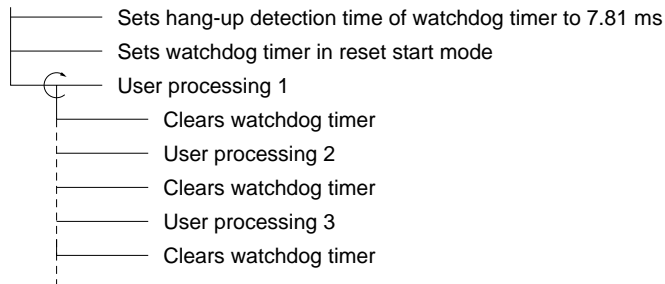 Sets hang-up detection time of watchdog timer to 7.81 ms
Sets watchdog timer in reset start mode
User processing 1
Clears watchdog timer
User processing 2
Clears watchdog timer
User processing 3
Clears watchdog timer